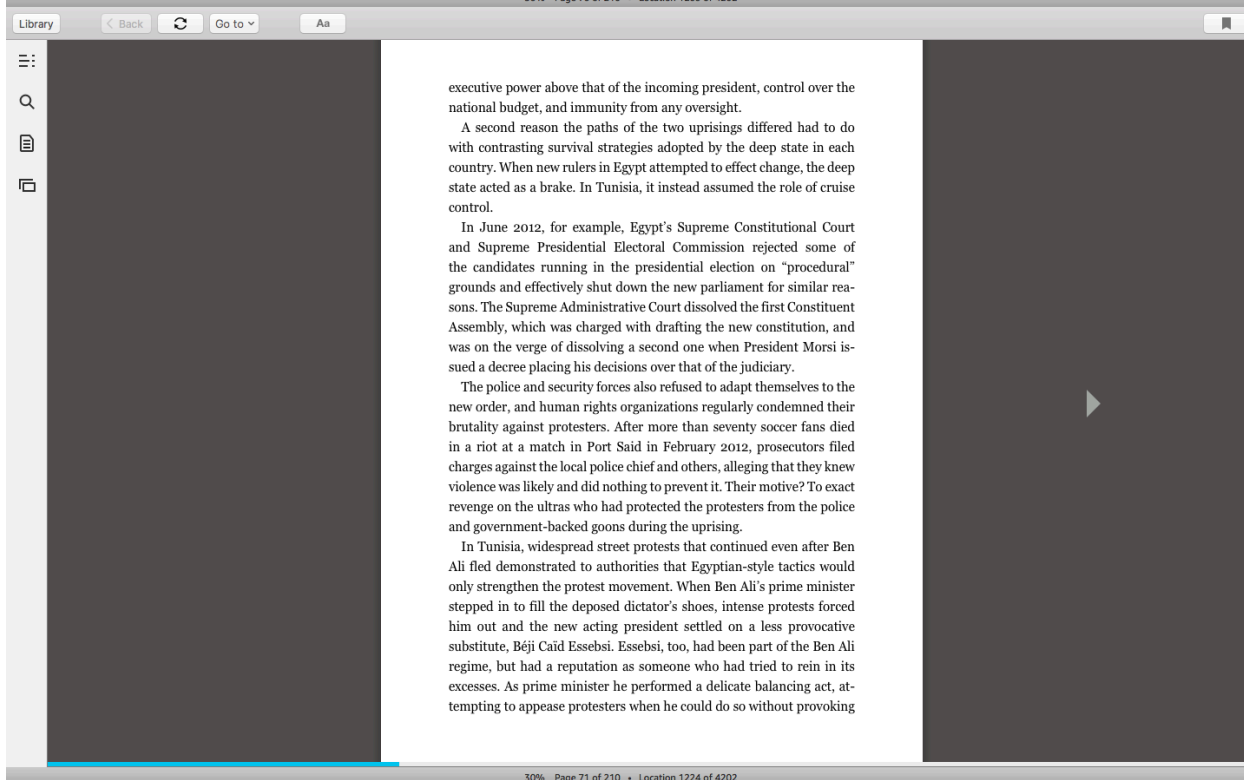 30% Page 71 of 210 • Location 1233 of 4202
Library
Back
Go to
Aa
executive power above that of the incoming president, control over the
national budget, and immunity from any oversight.
A second reason the paths of the two uprisings differed had to do
with contrasting survival strategies adopted by the deep state in each
country. When new rulers in Egypt attempted to effect change, the deep
state acted as a brake. In Tunisia, it instead assumed the role of cruise
control.
In June 2012, for example, Egypt’s Supreme Constitutional Court
and Supreme Presidential Electoral Commission rejected some of
the candidates running in the presidential election on “procedural”
grounds and effectively shut down the new parliament for similar rea-
sons. The Supreme Administrative Court dissolved the first Constituent
Assembly, which was charged with drafting the new constitution, and
was on the verge of dissolving a second one when President Morsi is-
sued a decree placing his decisions over that of the judiciary.
The police and security forces also refused to adapt themselves to the
new order, and human rights organizations regularly condemned their
brutality against protesters. After more than seventy soccer fans died
in a riot at a match in Port Said in February 2012, prosecutors filed
charges against the local police chief and others, alleging that they knew
violence was likely and did nothing to prevent it. Their motive? To exact
revenge on the ultras who had protected the protesters from the police
and government-backed goons during the uprising.
In Tunisia, widespread street protests that continued even after Ben
Ali fled demonstrated to authorities that Egyptian-style tactics would
only strengthen the protest movement. When Ben Ali’s prime minister
stepped in to fill the deposed dictator’s shoes, intense protests forced
him out and the new acting president settled on a less provocative
substitute, Béji Caïd Essebsi. Essebsi, too, had been part of the Ben Ali
regime, but had a reputation as someone who had tried to rein in its
excesses. As prime minister he performed a delicate balancing act, at-
tempting to appease protesters when he could do so without provoking
30% Page 71 of 210 • Location 1224 of 4202